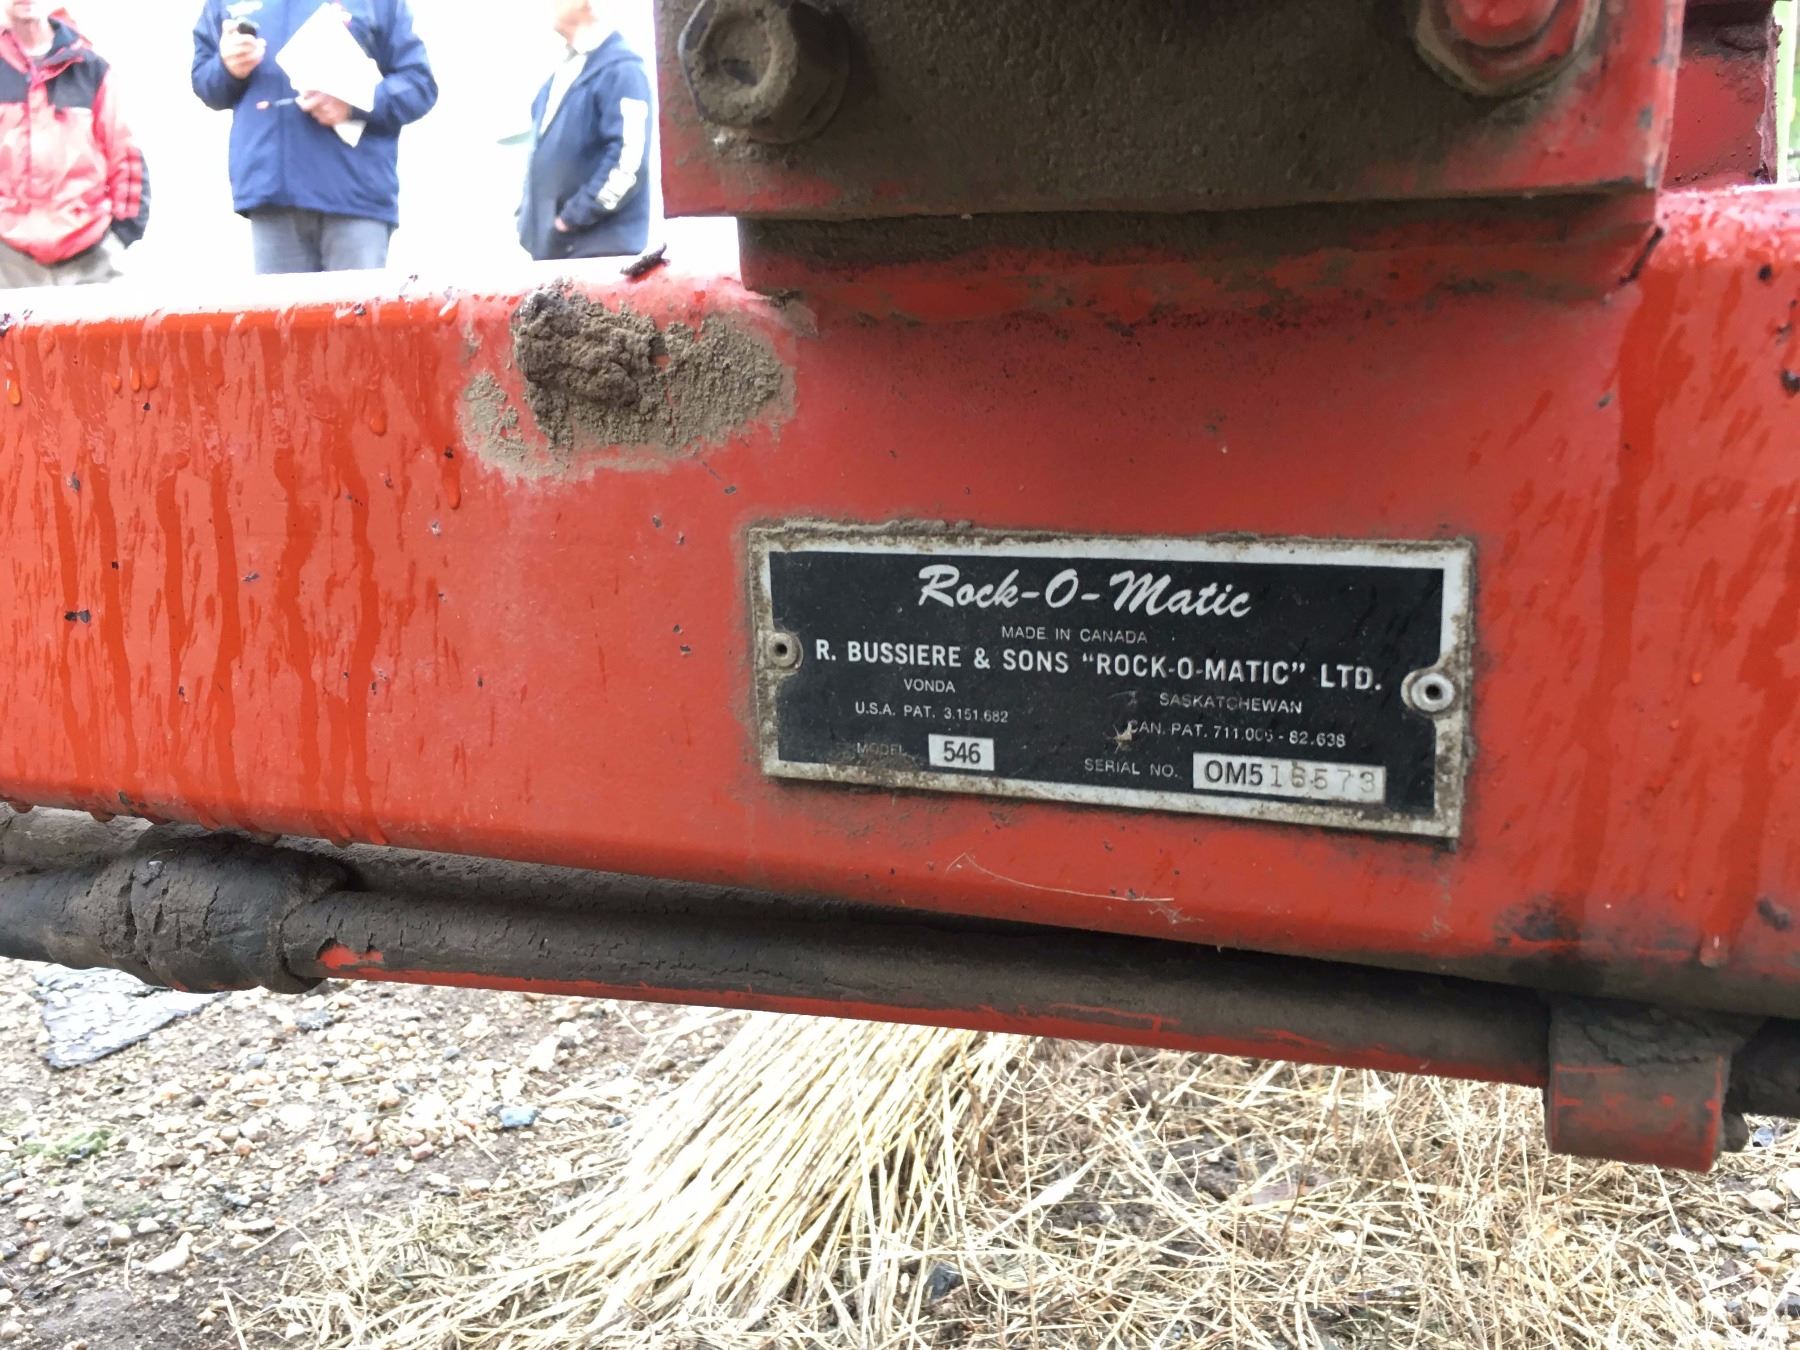 Rock-O-Matic
MADE IN CANADA
R. BUSSIERE & SONS "ROCK-O-MATIC" LTD.
VONDA SASKATCHEWAN
U.S.A. PAT. 3.151.682 CAN. PAT. 711.006 - 82.638
MODEL 546 SERIAL NO. OM516573